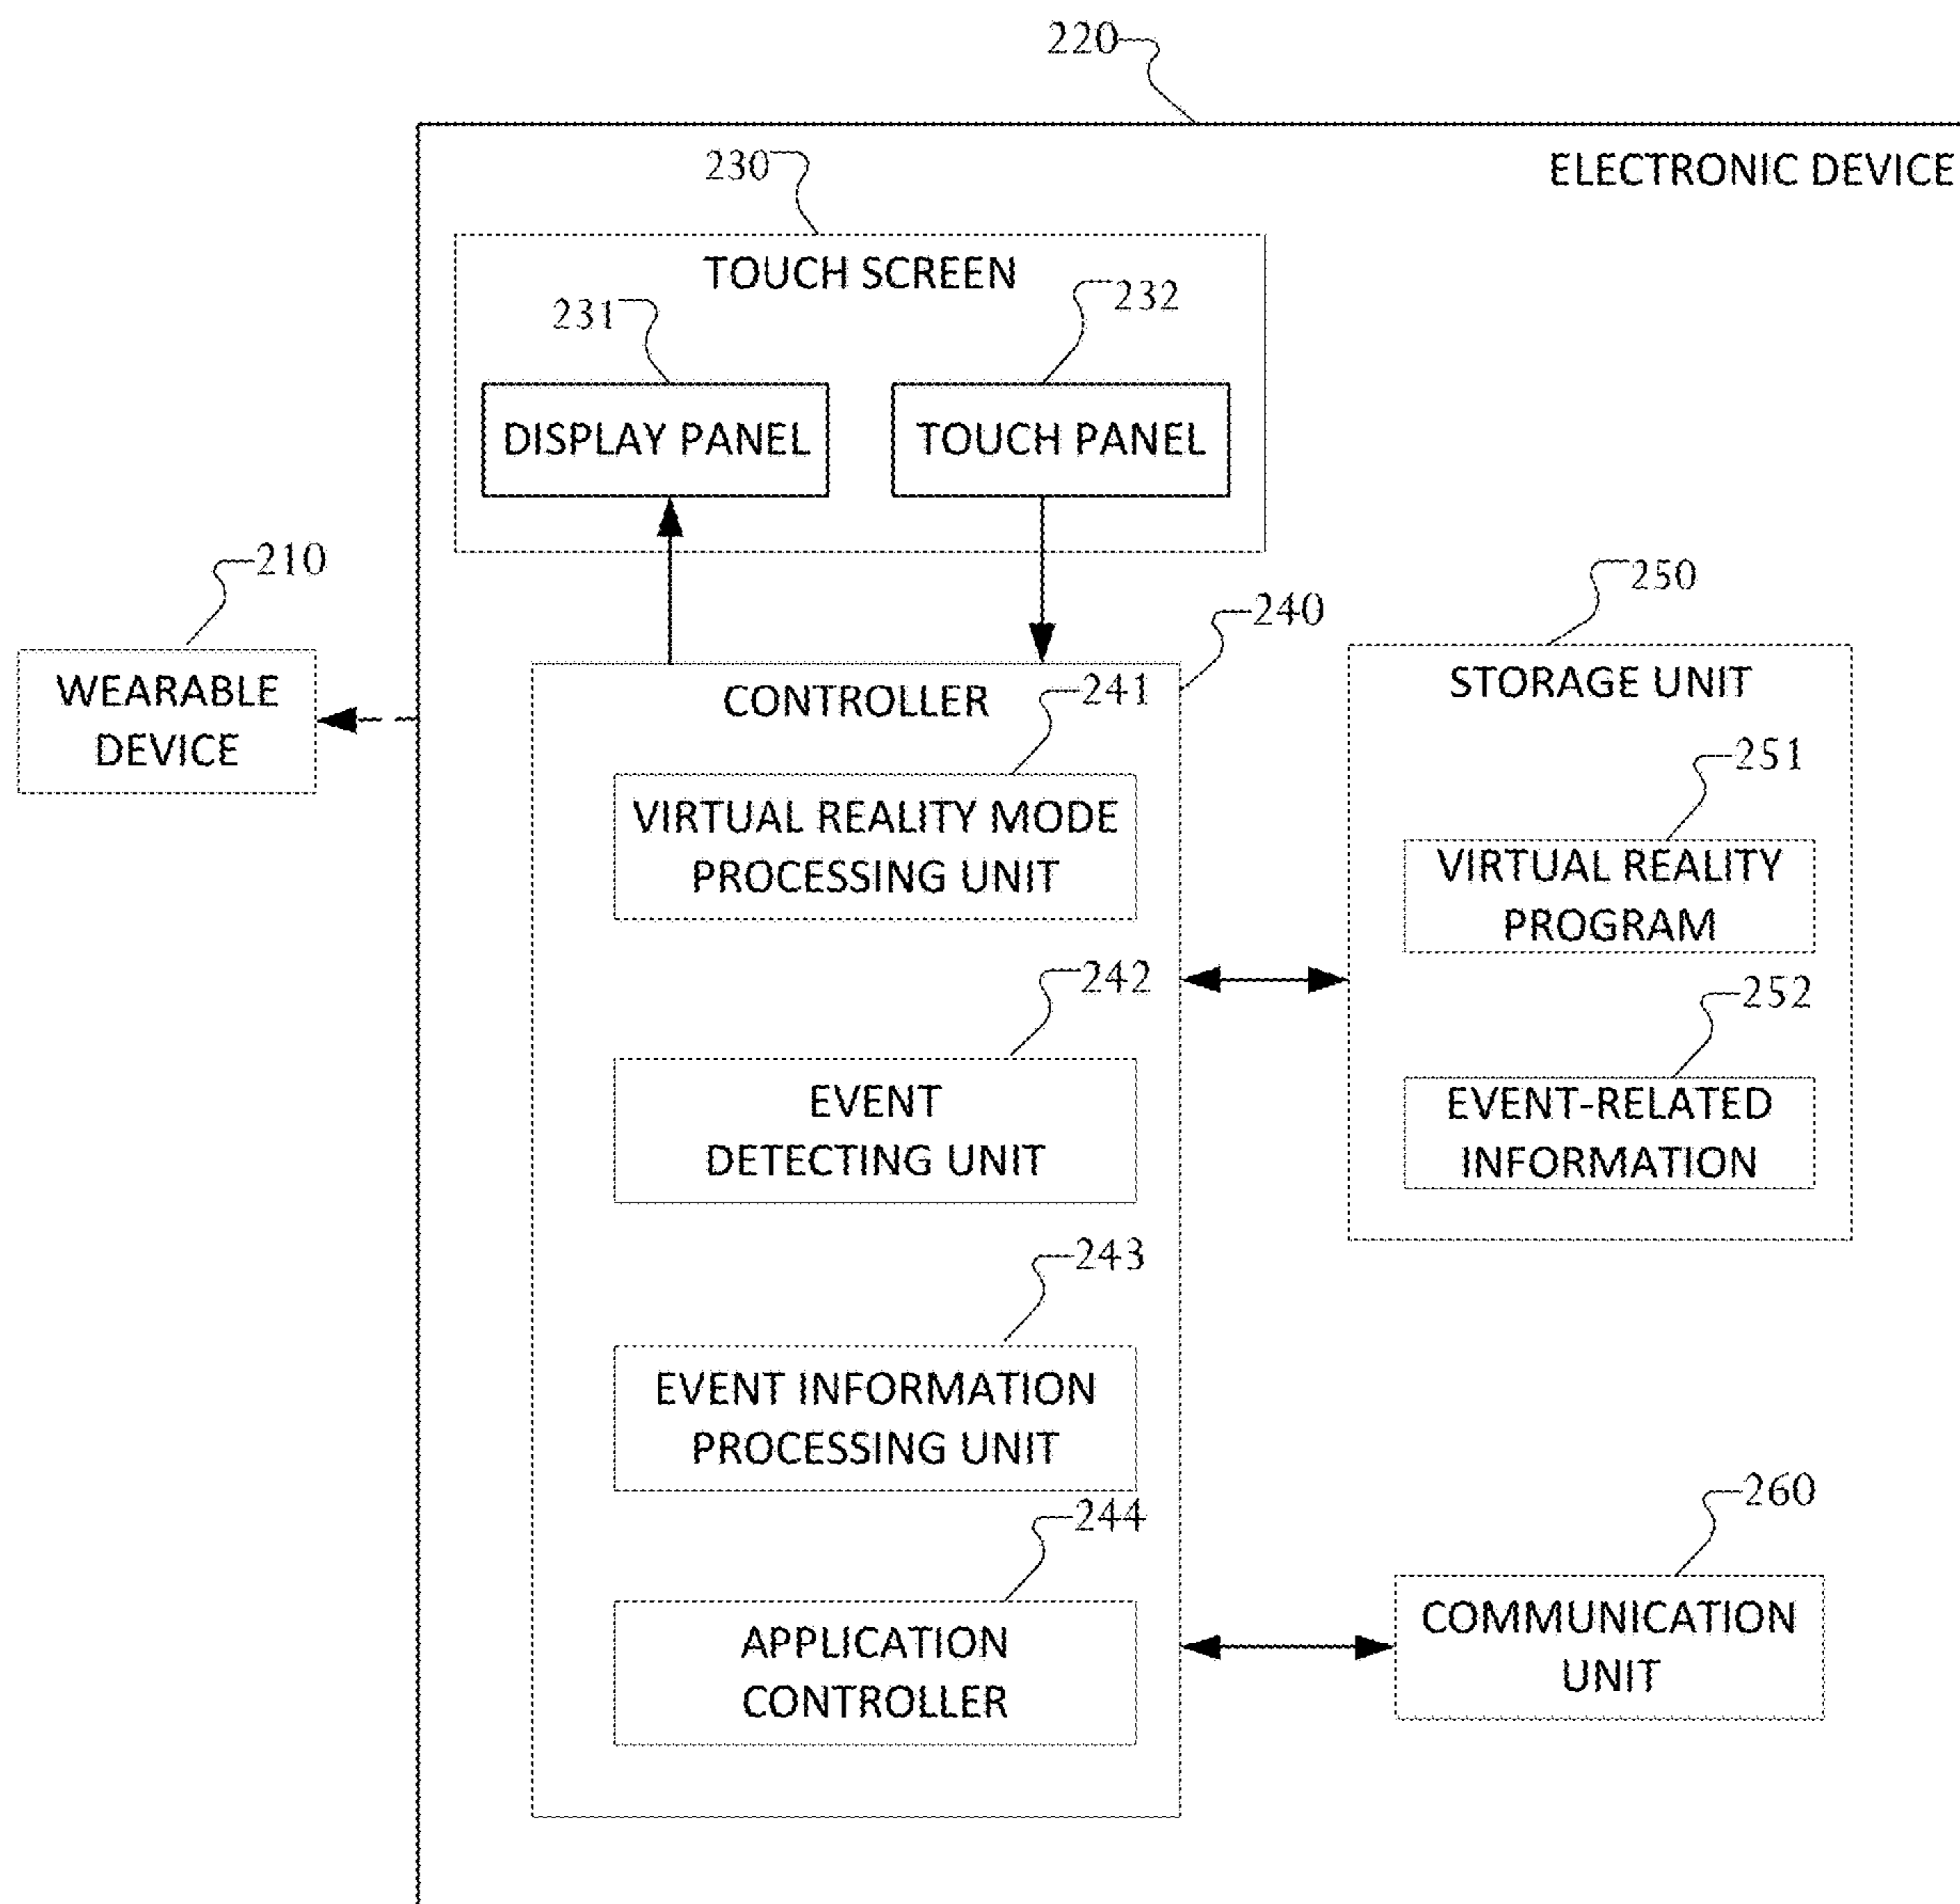 220
ELECTRONIC DEVICE
230
TOUCH SCREEN
231
232
DISPLAY PANEL
TOUCH PANEL
210
WEARABLE
DEVICE
240
CONTROLLER
241
VIRTUAL REALITY MODE
PROCESSING UNIT
242
EVENT
DETECTING UNIT
243
EVENT INFORMATION
PROCESSING UNIT
244
APPLICATION
CONTROLLER
250
STORAGE UNIT
251
VIRTUAL REALITY
PROGRAM
252
EVENT-RELATED
INFORMATION
260
COMMUNICATION
UNIT